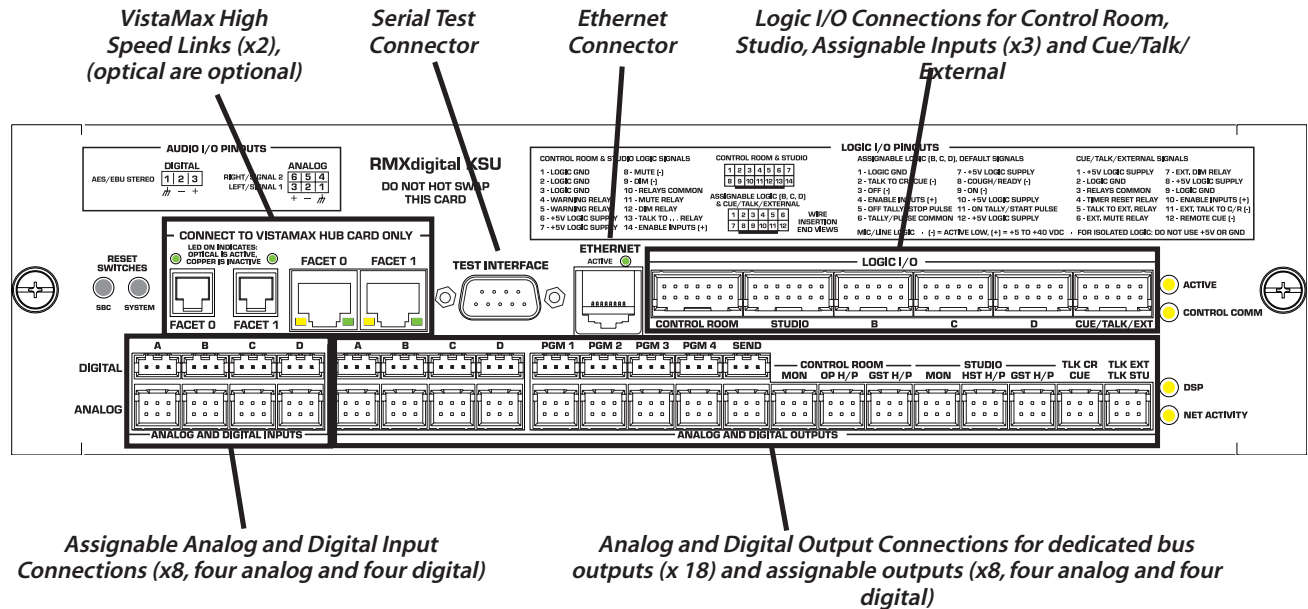 VistaMax High
Speed Links (x2),
(optical are optional)
Serial Test
Connector
Ethernet
Connector
Logic I/O Connections for Control Room,
Studio, Assignable Inputs (x3) and Cue/Talk/
External
AUDIO I/O PINOUTS
DIGITAL
AES/EBU STEREO
1 2 3
– +
ANALOG
RIGHT/SIGNAL 2
6 5 4
LEFT/SIGNAL 1
3 2 1
+ –
RMXdigital XSU
DO NOT HOT SWAP
THIS CARD
LOGIC I/O PINOUTS
CONTROL ROOM & STUDIO LOGIC SIGNALS
1 - LOGIC GND
2 - LOGIC GND
3 - LOGIC GND
4 - WARNING RELAY
5 - WARNING RELAY
6 - +5V LOGIC SUPPLY
7 - +5V LOGIC SUPPLY
8 - MUTE (-)
9 - DIM (-)
10 - RELAYS COMMON
11 - MUTE RELAY
12 - DIM RELAY
13 - TALK TO ... RELAY
14 - ENABLE INPUTS (+)
CONTROL ROOM & STUDIO
1 2 3 4 5 6 7
8 9 10 11 12 13 14
ASSIGNABLE LOGIC (B, C, D)
& CUE/TALK/EXTERNAL
1 2 3 4 5 6
7 8 9 10 11 12
WIRE
INSERTION
END VIEWS
ASSIGNABLE LOGIC (B, C, D), DEFAULT SIGNALS
1 - LOGIC GND
2 - TALK TO CR CUE (-)
3 - OFF (-)
4 - ENABLE INPUTS (+)
5 - OFF TALLY/STOP PULSE
6 - TALLY/PULSE COMMON
7 - +5V LOGIC SUPPLY
8 - COUGH/READY (-)
9 - ON (-)
10 - +5V LOGIC SUPPLY
11 - ON TALLY/START PULSE
12 - +5V LOGIC SUPPLY
CUE/TALK/EXTERNAL SIGNALS
1 - +5V LOGIC SUPPLY
2 - LOGIC GND
3 - RELAYS COMMON
4 - TIMER RESET RELAY
5 - TALK TO EXT. RELAY
6 - EXT. MUTE RELAY
7 - EXT. DIM RELAY
8 - +5V LOGIC SUPPLY
9 - LOGIC GND
10 - ENABLE INPUTS (+)
11 - EXT. TALK TO C/R (-)
12 - REMOTE CUE (-)
MIC/LINE LOGIC · (-) = ACTIVE LOW, (+) = +5 TO +40 VDC · FOR ISOLATED LOGIC: DO NOT USE +5V OR GND
CONNECT TO VISTAMAX HUB CARD ONLY
LED ON INDICATES:
OPTICAL IS ACTIVE,
COPPER IS INACTIVE
FACET 0
FACET 1
FACET 0
FACET 1
RESET
SWITCHES
SBC
SYSTEM
TEST INTERFACE
ETHERNET
ACTIVE
LOGIC I/O
CONTROL ROOM
STUDIO
B
C
D
CUE/TALK/EXT
ACTIVE
CONTROL COMM
A B C D
A B C D
PGM 1 PGM 2 PGM 3 PGM 4 SEND
DIGITAL
CONTROL ROOM
MON OP H/P GST H/P
STUDIO
MON HST H/P GST H/P
TLK CR
CUE
TLK EXT
TLK STU
DSP
ANALOG
NET ACTIVITY
ANALOG AND DIGITAL INPUTS
ANALOG AND DIGITAL OUTPUTS
Assignable Analog and Digital Input
Connections (x8, four analog and four digital)
Analog and Digital Output Connections for dedicated bus
outputs (x 18) and assignable outputs (x8, four analog and four
digital)